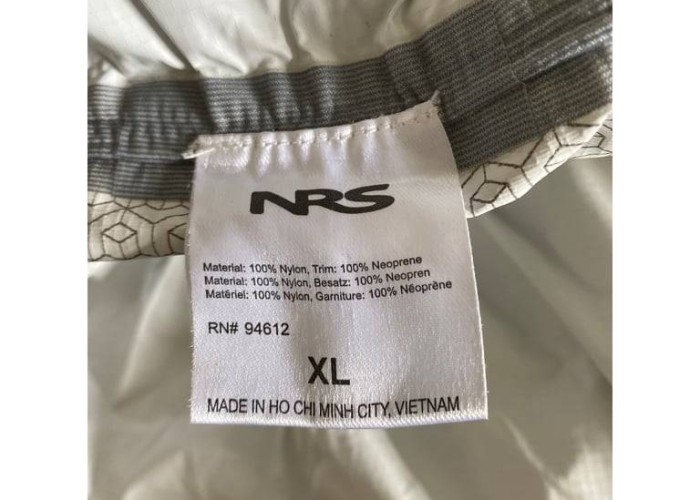 NRS
Material: 100% Nylon, Trim: 100% Neoprene
Material: 100% Nylon, Besatz: 100% Neopren
Matériel: 100% Nylon, Garniture: 100% Néoprène
RN# 94612
XL
MADE IN HO CHI MINH CITY, VIETNAM